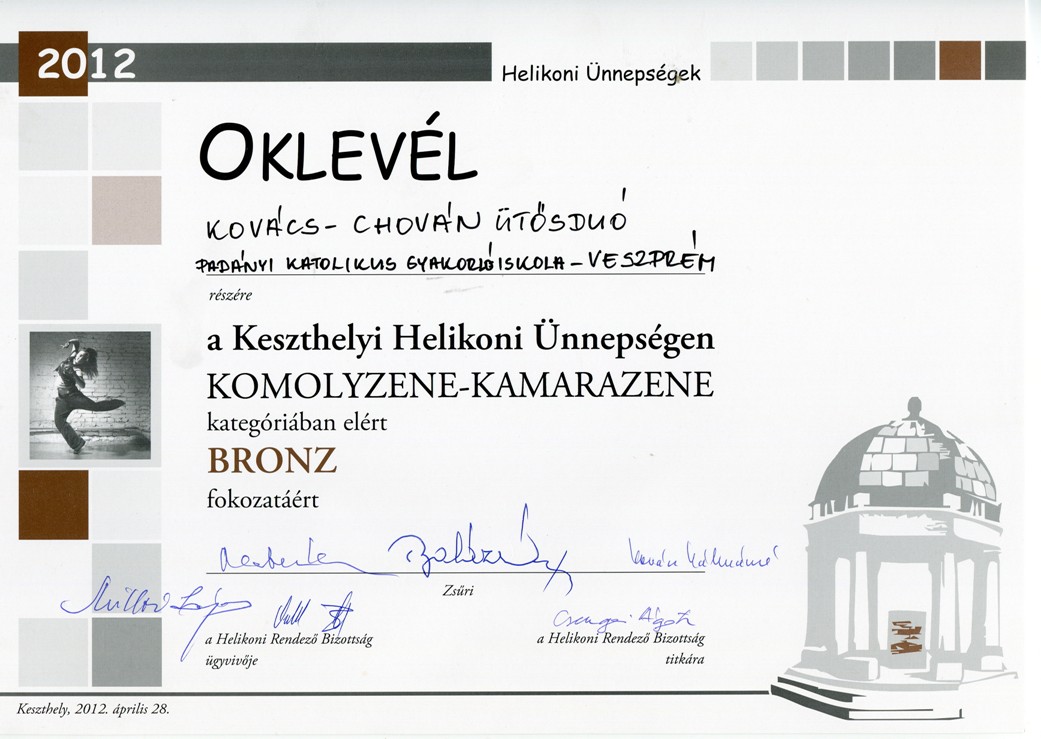 2012
Helikoni Ünnepségek
OKLEVÉL
KOVÁCS - CHOVÁN ÜTŐSDUÓ
PADÁNYI KATOLIKUS GYAKORLÓISKOLA - VESZPRÉM
részére
a Keszthelyi Helikoni Ünnepségen
KOMOLYZENE-KAMARAZENE
kategóriában elért
BRONZ
fokozatáért
Zsűri
a Helikoni Rendező Bizottság
ügyvivője
a Helikoni Rendező Bizottság
titkára
Keszthely, 2012. április 28.